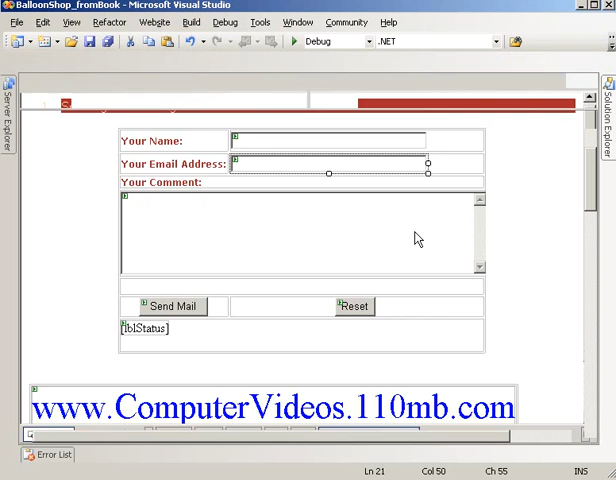 BalloonShop_fromBook - Microsoft Visual Studio
File Edit View Refactor Website Build Debug Tools Window Community Help
Debug .NET
Server Explorer
Solution Explorer
Your Name:
Your Email Address:
Your Comment:
Send Mail Reset
[lblStatus]
www.ComputerVideos.110mb.com
Error List
Ln 21 Col 50 Ch 55 INS